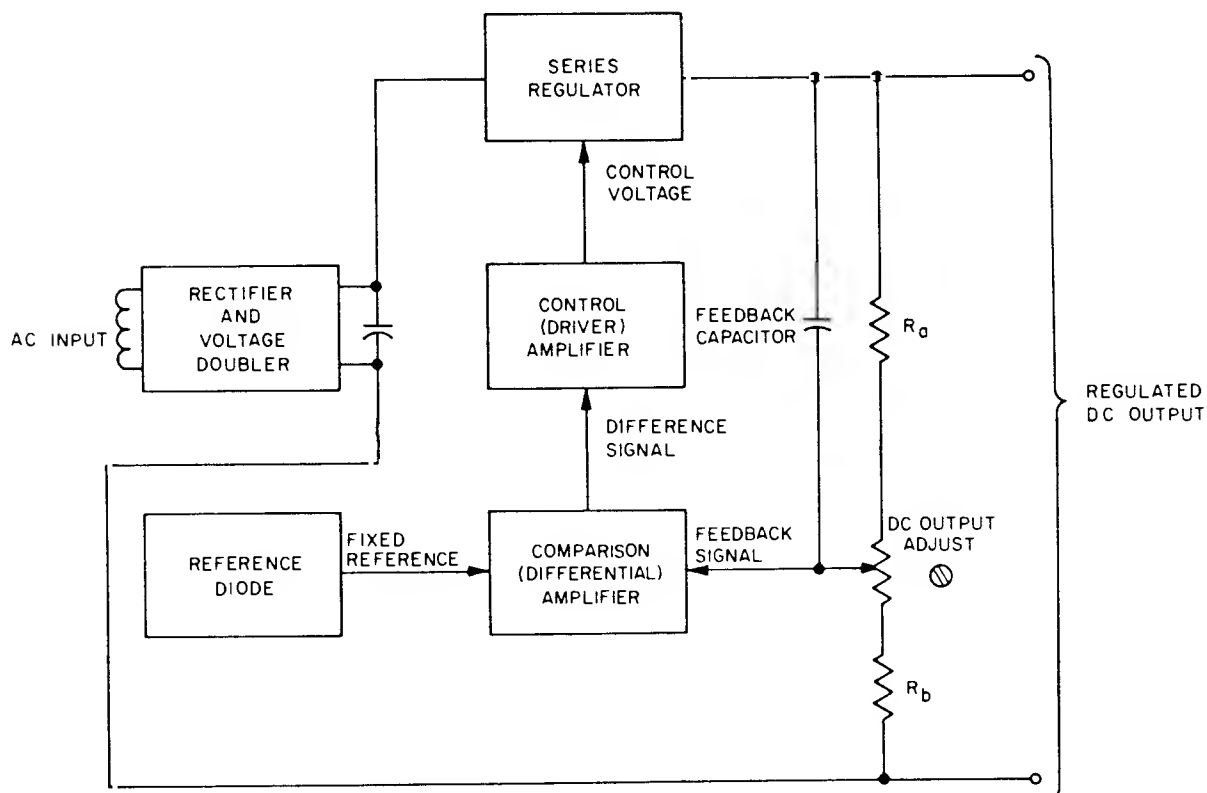 SERIES
REGULATOR
CONTROL
VOLTAGE
AC INPUT
RECTIFIER
AND
VOLTAGE
DOUBLER
CONTROL
(DRIVER)
AMPLIFIER
FEEDBACK
CAPACITOR
Ra
REGULATED
DC OUTPUT
DIFFERENCE
SIGNAL
REFERENCE
DIODE
FIXED
REFERENCE
COMPARISON
(DIFFERENTIAL)
AMPLIFIER
FEEDBACK
SIGNAL
DC OUTPUT
ADJUST
Rb